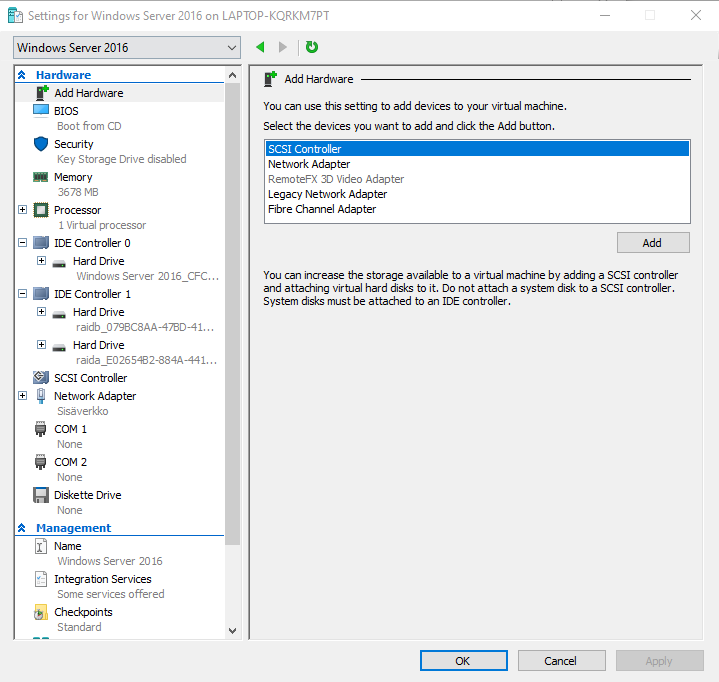 Settings for Windows Server 2016 on LAPTOP-KQRKM7PT
Windows Server 2016
Hardware
Add Hardware
BIOS
Boot from CD
Security
Key Storage Drive disabled
Memory
3678 MB
Processor
1 Virtual processor
IDE Controller 0
Hard Drive
Windows Server 2016_CFC...
IDE Controller 1
Hard Drive
raidb_079BC8AA-47BD-41...
Hard Drive
raida_E02654B2-884A-441...
SCSI Controller
Network Adapter
Sisäverkko
COM 1
None
COM 2
None
Diskette Drive
None
Management
Name
Windows Server 2016
Integration Services
Some services offered
Checkpoints
Standard
Add Hardware
You can use this setting to add devices to your virtual machine.
Select the devices you want to add and click the Add button.
SCSI Controller
Network Adapter
RemoteFX 3D Video Adapter
Legacy Network Adapter
Fibre Channel Adapter
Add
You can increase the storage available to a virtual machine by adding a SCSI controller
and attaching virtual hard disks to it. Do not attach a system disk to a SCSI controller.
System disks must be attached to an IDE controller.
OK
Cancel
Apply